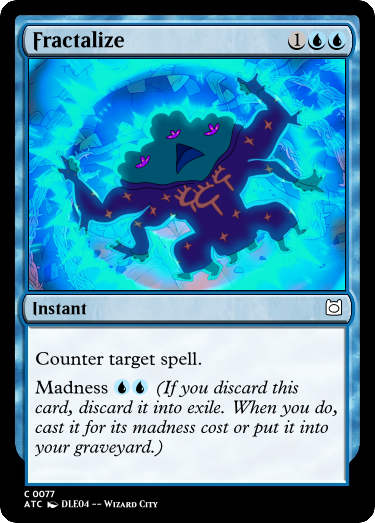 Fractalize 1
Instant
Counter target spell.
Madness (If you discard this
card, discard it into exile. When you do,
cast it for its madness cost or put it into
your graveyard.)
C 0077
ATC DLE04 -- Wizard City